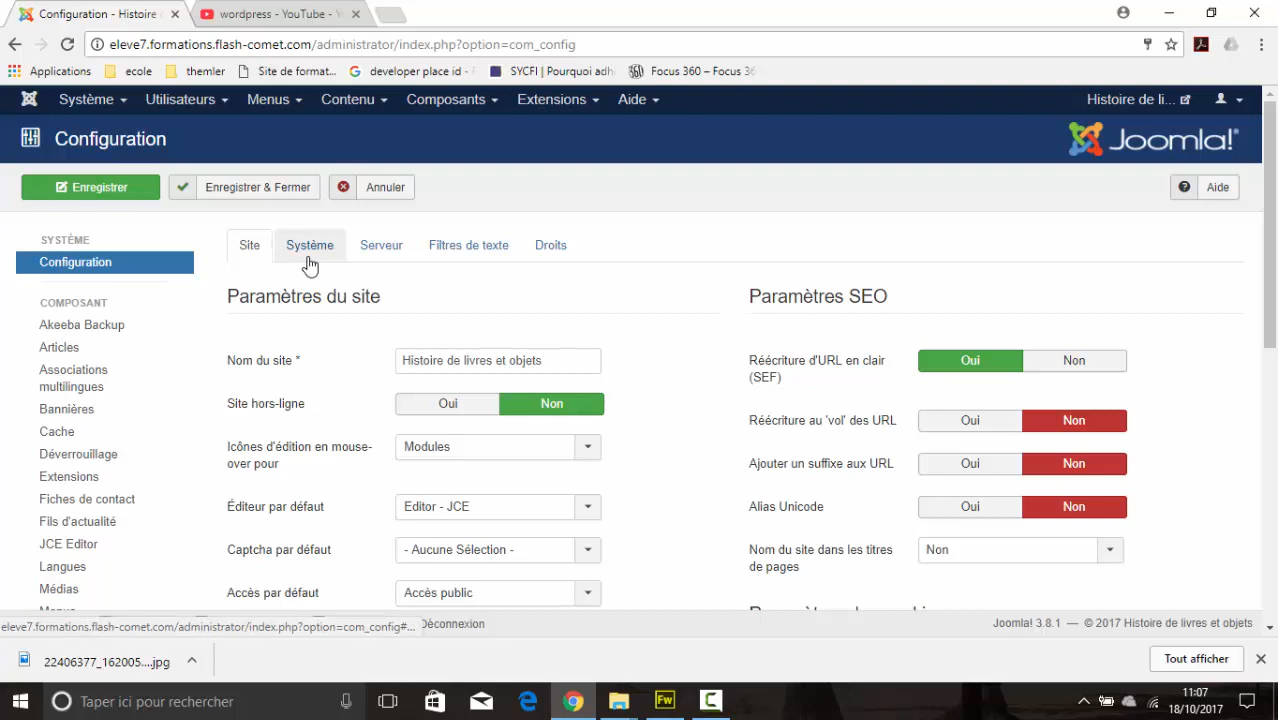 Configuration - Histoire
wordpress - YouTube -
eleve7.formations.flash-comet.com/administrator/index.php?option=com_config
Applications ecole themler Site de format... developer place id - SYCFI | Pourquoi adh Focus 360 – Focus 36
Système Utilisateurs Menus Contenu Composants Extensions Aide Histoire de li...
Configuration Joomla!®
Enregistrer Enregistrer & Fermer Annuler Aide
SYSTÈME
Configuration
COMPOSANT
Akeeba Backup
Articles
Associations
multilingues
Bannières
Cache
Déverrouillage
Extensions
Fiches de contact
Fils d'actualité
JCE Editor
Langues
Médias
Site Système Serveur Filtres de texte Droits
Paramètres du site
Nom du site * Histoire de livres et objets
Site hors-ligne Oui Non
Icônes d'édition en mouse-
over pour Modules
Éditeur par défaut Editor - JCE
Captcha par défaut - Aucune Sélection -
Accès par défaut Accès public
Paramètres SEO
Réécriture d'URL en clair
(SEF) Oui Non
Réécriture au 'vol' des URL Oui Non
Ajouter un suffixe aux URL Oui Non
Alias Unicode Oui Non
Nom du site dans les titres
de pages Non
eleve7.formations.flash-comet.com/administrator/index.php?option=com_config#...
Déconnexion
Joomla! 3.8.1 — © 2017 Histoire de livres et objets
22406377_162005....jpg Tout afficher
Taper ici pour rechercher
Fw
11:07
18/10/2017